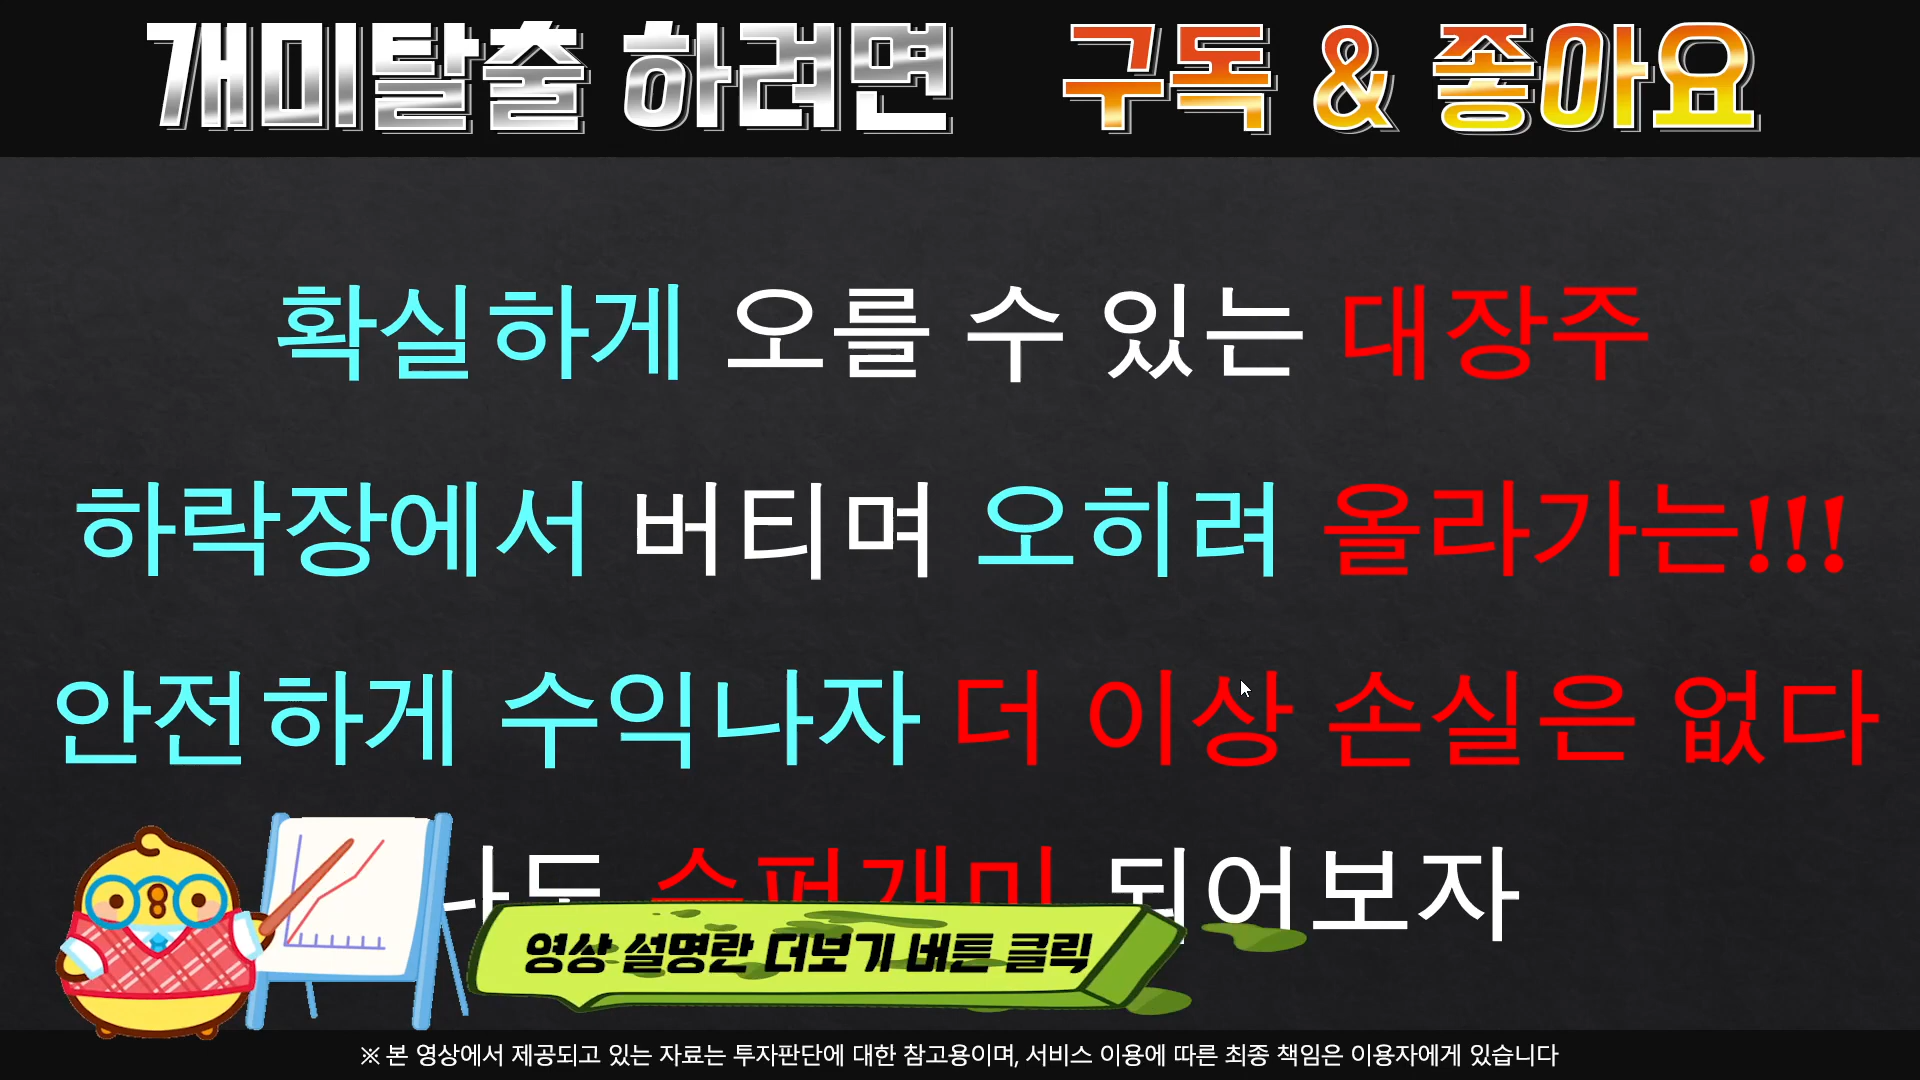 개미탈출 하려면 구독 & 좋아요
확실하게 오를 수 있는 대장주
하락장에서 버티며 오히려 올라가는!!!
안전하게 수익나자 더 이상 손실은 없다
나도 슈퍼개미 되어보자
영상 설명란 더보기 버튼 클릭
※ 본 영상에서 제공되고 있는 자료는 투자판단에 대한 참고용이며, 서비스 이용에 따른 최종 책임은 이용자에게 있습니다